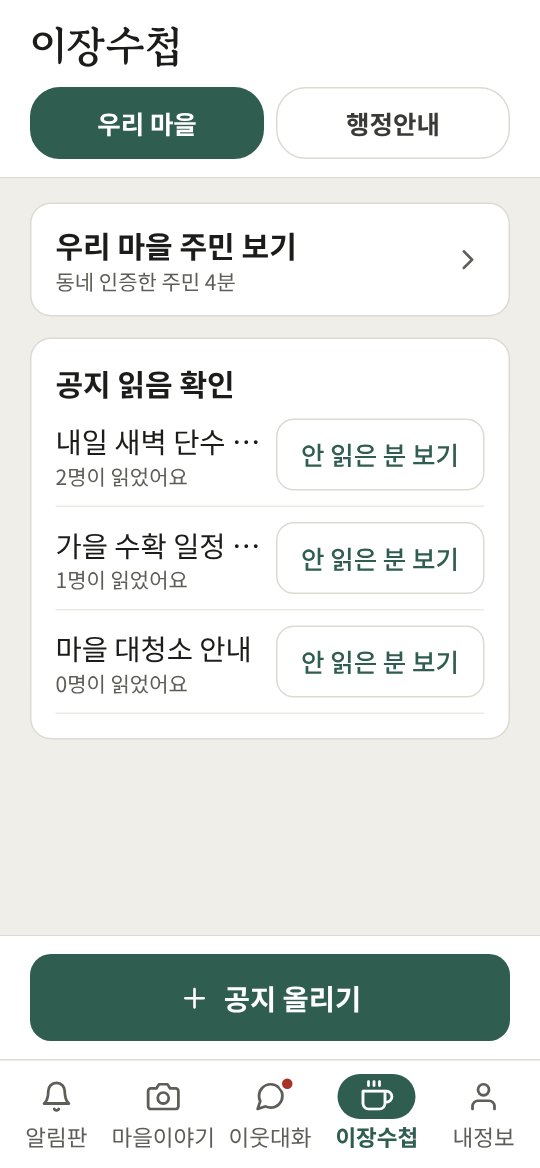 이장수첩
우리 마을
행정안내
우리 마을 주민 보기
동네 인증한 주민 4분
공지 읽음 확인
내일 새벽 단수 …
안 읽은 분 보기
2명이 읽었어요
가을 수확 일정 …
안 읽은 분 보기
1명이 읽었어요
마을 대청소 안내
안 읽은 분 보기
0명이 읽었어요
+ 공지 올리기
알림판
마을이야기
이웃대화
이장수첩
내정보